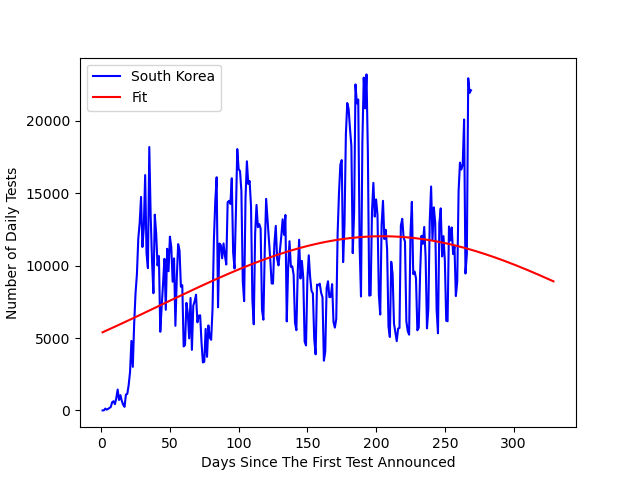 South Korea
Fit
Number of Daily Tests
20000
15000
10000
5000
0
0 50 100 150 200 250 300
Days Since The First Test Announced